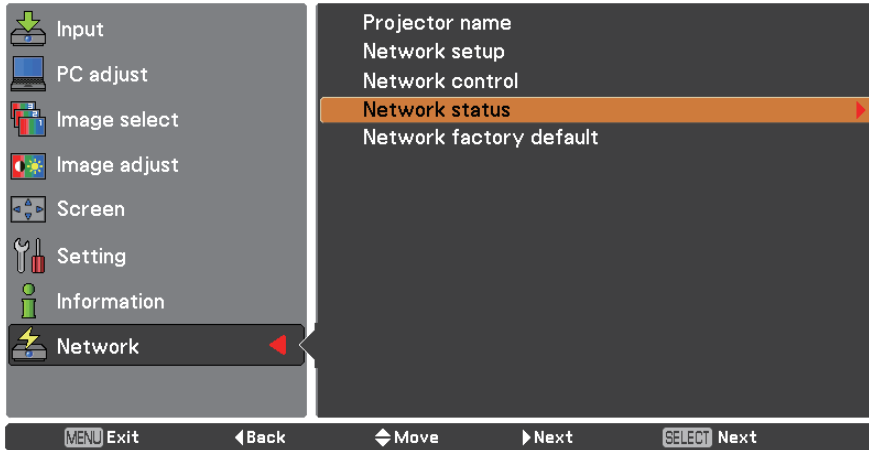 Input
PC adjust
Image select
Image adjust
Screen
Setting
Information
Network
Projector name
Network setup
Network control
Network status
Network factory default
MENU Exit Back Move Next SELECT Next